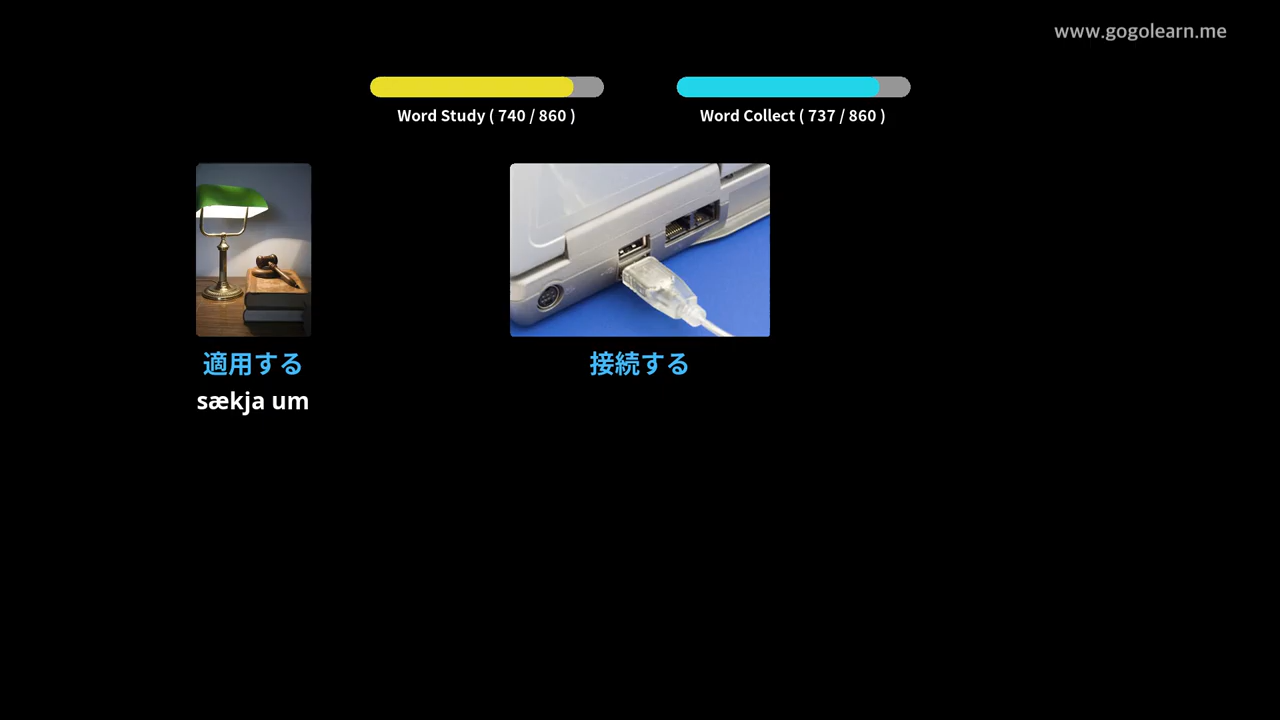 www.gogolearn.me
Word Study ( 740 / 860 )
Word Collect ( 737 / 860 )
適用する
接続する
sækja um